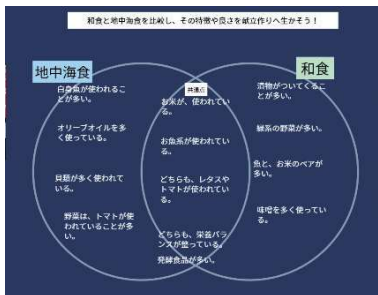 和食と地中海食を比較し、その特徴や良さを献立作りへ生かそう！
地中海食
白身魚が使われるこ
とが多い。
オリーブオイルを多
く使っている。
貝類が多く使われて
いる。
野菜は、トマトが使
われていることが多
い。
共通点
お米が、使われてい
る。
お魚系が使われてい
る。
どちらも、レタスや
トマトが使われてい
る。
どちらも、栄養バラ
ンスが整っている。
発酵食品が多い。
和食
漬物がついてくるこ
とが多い。
緑系の野菜が多い。
魚と、お米のペアが
多い。
味噌を多く使ってい
る。